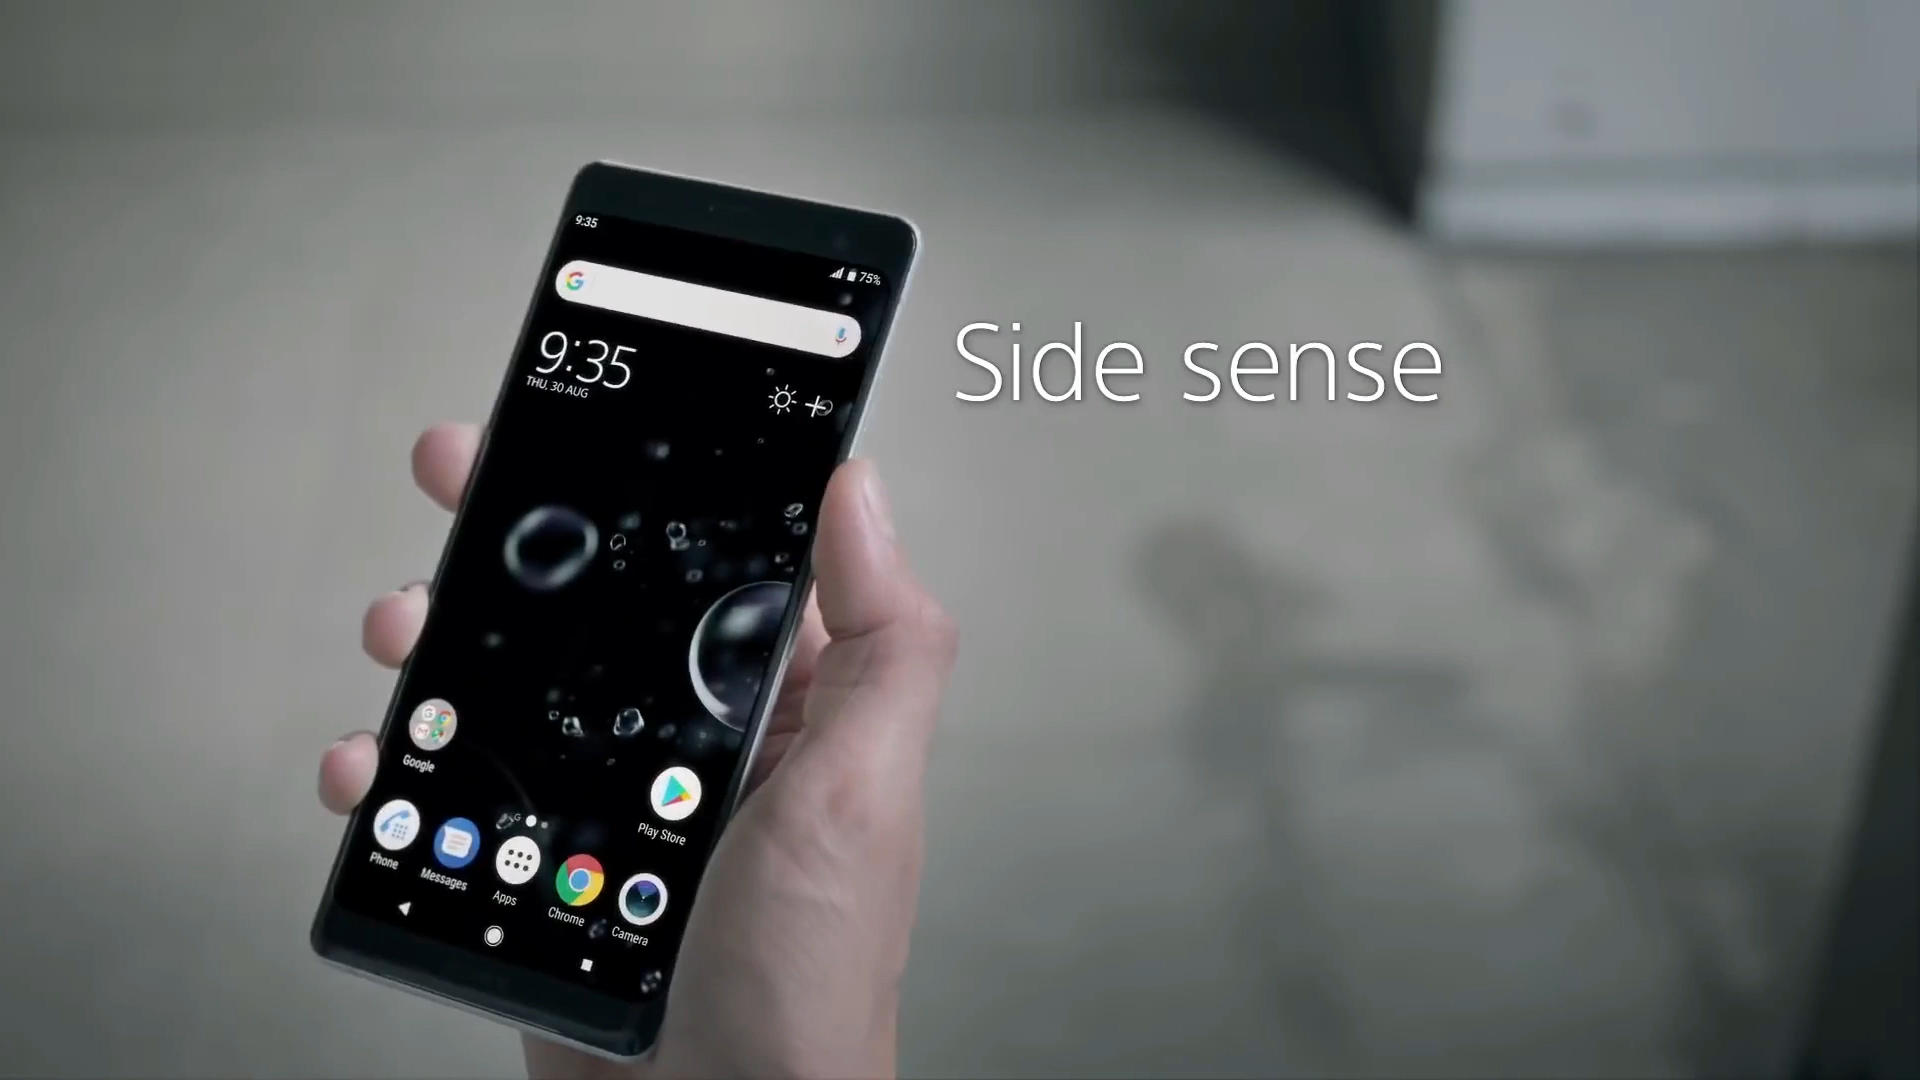 9:35
75%
9:35
THU, 30 AUG
Side sense
Google
Play Store
Phone
Messages
Apps
Chrome
Camera